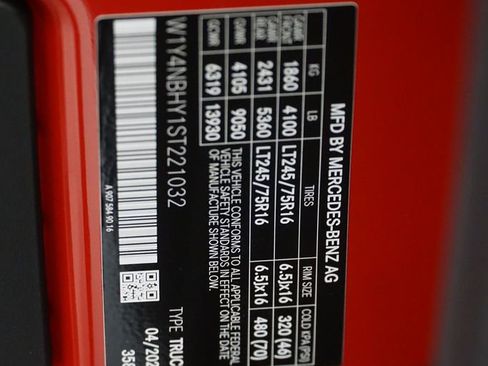 MFD BY MERCEDES-BENZ AG
KG LB TIRES RIM SIZE COLD KPA (PSI)
GAWR FRONT 1860 4100 LT245/75R16 6.5Jx16 320 (46)
GAWR REAR 2431 5360 LT245/75R16 6.5Jx16 480 (70)
GVWR 4105 9050 THIS VEHICLE CONFORMS TO ALL APPLICABLE FEDERAL
VEHICLE SAFETY STANDARDS IN EFFECT ON THE DATE
GCWR 6319 13930 OF MANUFACTURE SHOWN BELOW.
W1Y4NBHY1ST221032 TYPE TRUC
04/202
358
A 907 584 90 16